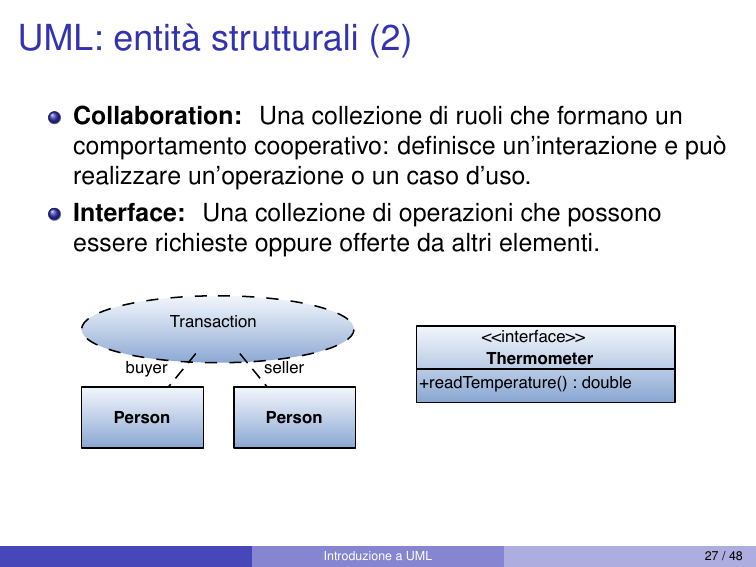 UML: entità strutturali (2)
Collaboration: Una collezione di ruoli che formano un
comportamento cooperativo: definisce un'interazione e può
realizzare un'operazione o un caso d'uso.
Interface: Una collezione di operazioni che possono
essere richieste oppure offerte da altri elementi.
Transaction
buyer
seller
Person
Person
<<interface>>
Thermometer
+readTemperature() : double
Introduzione a UML
27 / 48